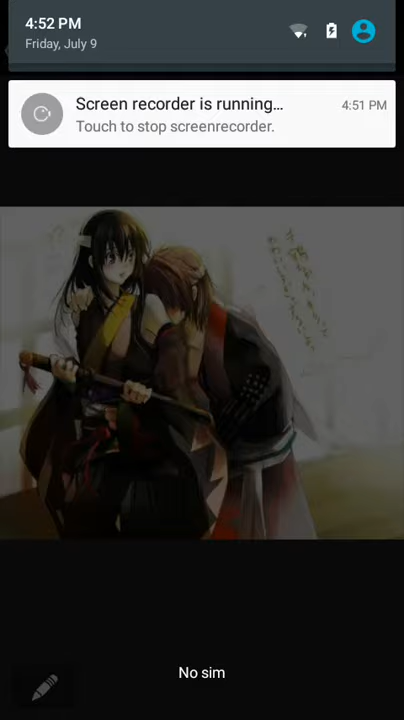 4:52 PM
Friday, July 9
Screen recorder is running...
4:51 PM
Touch to stop screenrecorder.
No sim